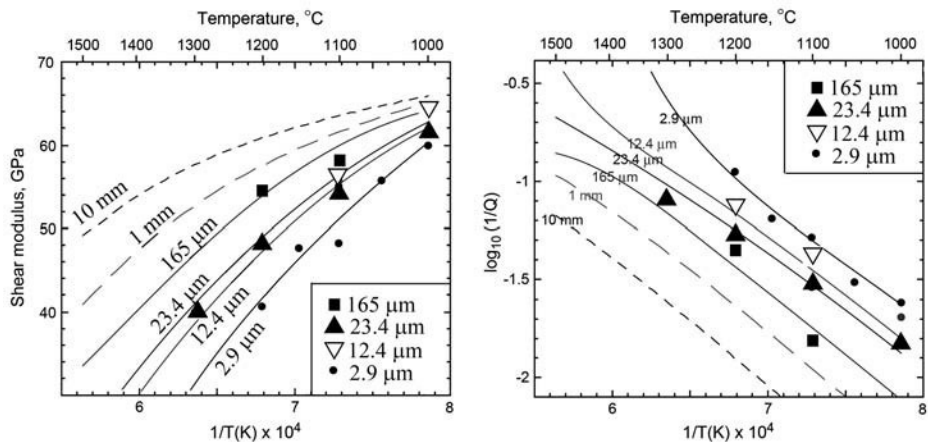 Temperature, °C
1500 1400 1300 1200 1100 1000
Shear modulus, GPa
70
60
50
40
10 mm
1 mm
165 µm
23.4 µm
12.4 µm
2.9 µm
165 µm
23.4 µm
12.4 µm
2.9 µm
6 7 8
1/T(K) x 10⁴
Temperature, °C
1500 1400 1300 1200 1100 1000
log₁₀ (1/Q)
-0.5
-1.0
-1.5
-2
2.9 µm
12.4 µm
23.4 µm
165 µm
1 mm
10 mm
165 µm
23.4 µm
12.4 µm
2.9 µm
6 7 8
1/T(K) x 10⁴